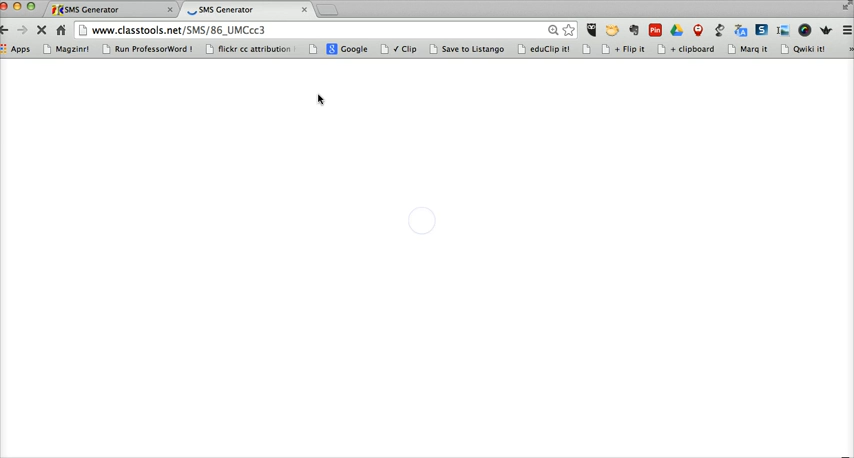 SMS Generator SMS Generator
www.classtools.net/SMS/86_UMCcc3
Apps Magzinr! Run ProfessorWord ! flickr cc attribution Google ✓ Clip Save to Listango eduClip it! + Flip it + clipboard Marq it Qwiki it! »